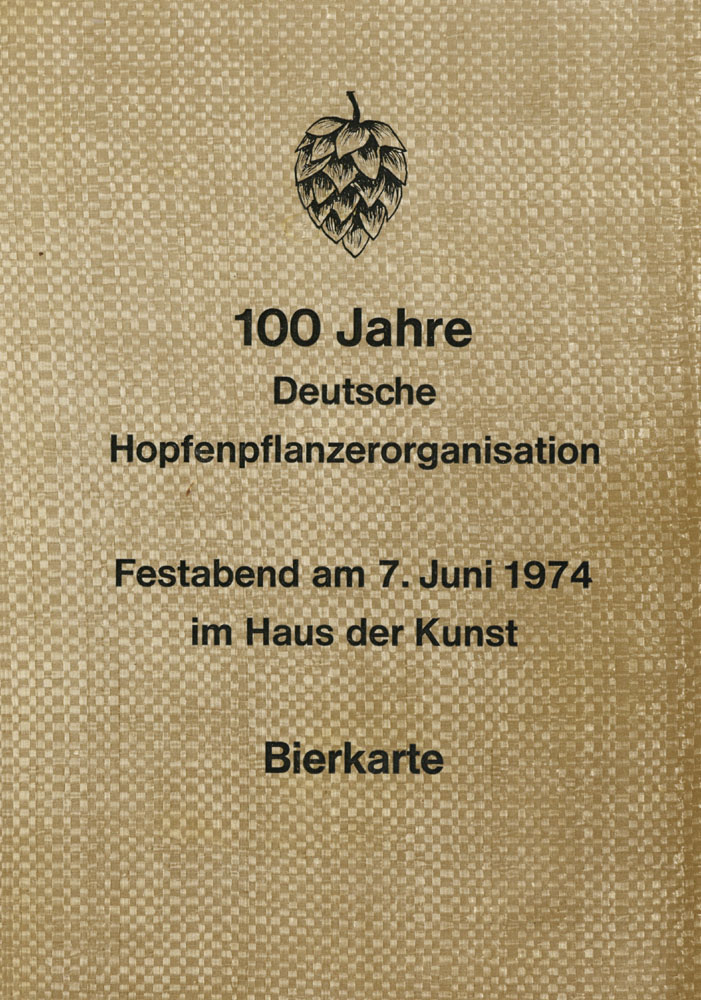 100 Jahre
Deutsche
Hopfenpflanzerorganisation
Festabend am 7. Juni 1974
im Haus der Kunst
Bierkarte